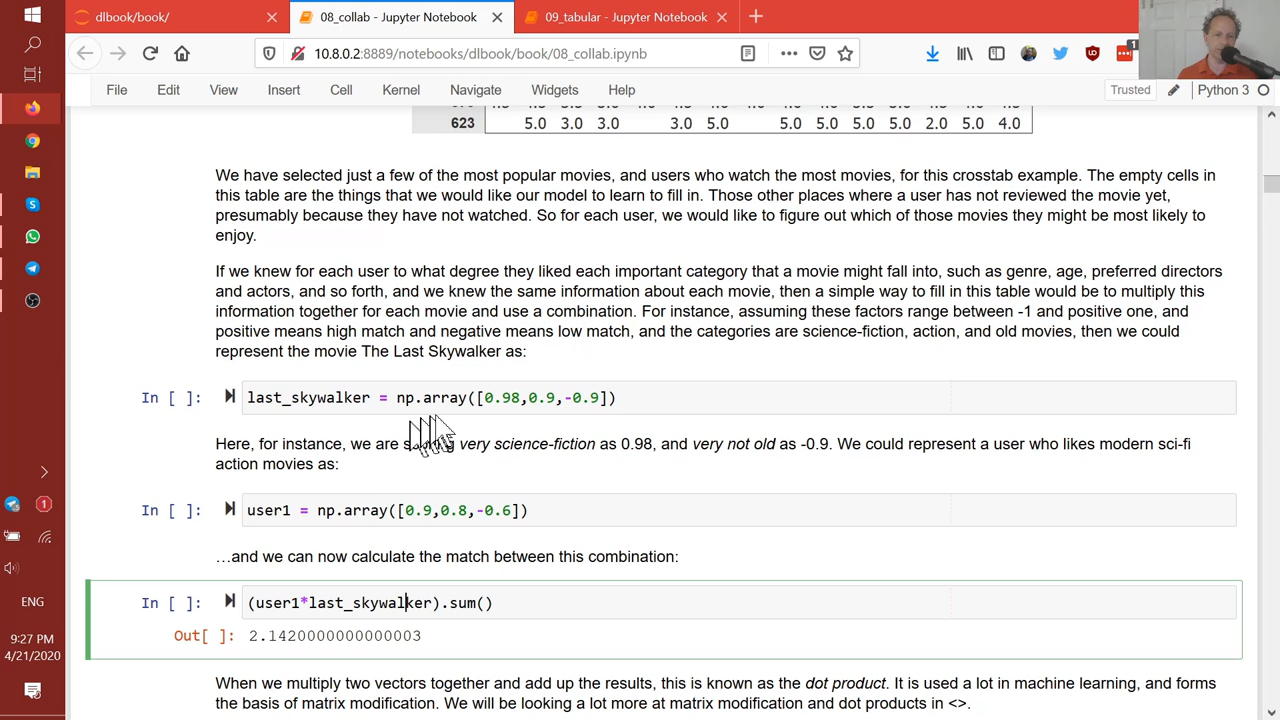 dlbook/book/
08_collab - Jupyter Notebook
09_tabular - Jupyter Notebook
10.8.0.2:8889/notebooks/dlbook/book/08_collab.ipynb
1
File Edit View Insert Cell Kernel Widgets Help
Trusted
Python 3
623 5.0 3.0 3.0 3.0 5.0 5.0 5.0 5.0 5.0 2.0 5.0 4.0
We have selected just a few of the most popular movies, and users who watch the most movies, for this crosstab example. The empty cells in
this table are the things that we would like our model to learn to fill in. Those other places where a user has not reviewed the movie yet,
presumably because they have not watched. So for each user, we would like to figure out which of those movies they might be most likely to
enjoy.
If we knew for each user to what degree they liked each important category that a movie might fall into, such as genre, age, preferred directors
and actors, and so forth, and we knew the same information about each movie, then a simple way to fill in this table would be to multiply this
information together for each movie and use a combination. For instance, assuming these factors range between -1 and positive one, and
positive means high match and negative means low match, and the categories are science-fiction, action, and old movies, then we could
represent the movie The Last Skywalker as:
In [ ]: last_skywalker = np.array([0.98,0.9,-0.9])
Here, for instance, we are very science-fiction as 0.98, and very not old as -0.9. We could represent a user who likes modern sci-fi
action movies as:
In [ ]: user1 = np.array([0.9,0.8,-0.6])
…and we can now calculate the match between this combination:
In [ ]: (user1*last_skywalker).sum()
Out[ ]: 2.1420000000000003
When we multiply two vectors together and add up the results, this is known as the dot product. It is used a lot in machine learning, and forms
the basis of matrix modification. We will be looking a lot more at matrix modification and dot products in <>.
1
ENG
9:27 PM
4/21/2020